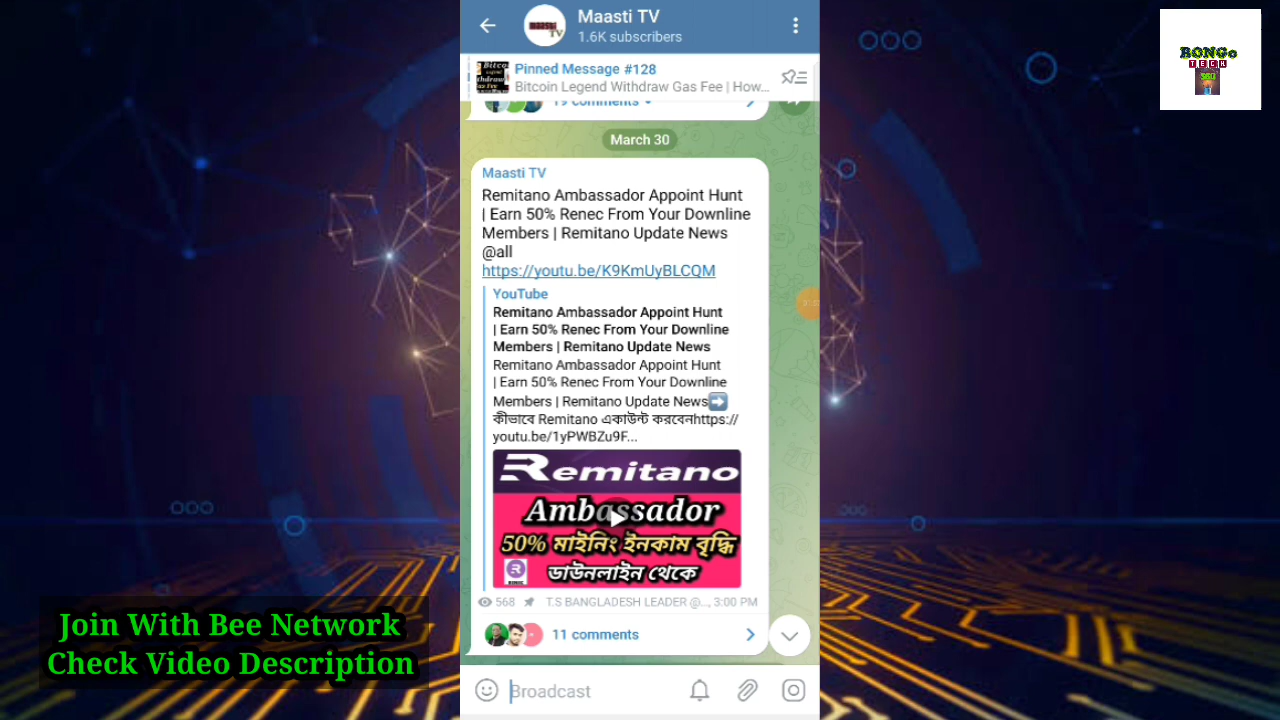 Maasti TV
1.6K subscribers
Pinned Message #128
Bitcoin Legend Withdraw Gas Fee | How...
19 comments
March 30
Maasti TV
Remitano Ambassador Appoint Hunt
| Earn 50% Renec From Your Downline
Members | Remitano Update News
@all
https://youtu.be/K9KmUyBLCQM
YouTube
Remitano Ambassador Appoint Hunt
| Earn 50% Renec From Your Downline
Members | Remitano Update News
Remitano Ambassador Appoint Hunt
| Earn 50% Renec From Your Downline
Members | Remitano Update News➡️
কীভাবে Remitano একাউন্ট করবেনhttps://
youtu.be/1yPWBZu9F...
Remitano
Ambassador
50% মাইনিং ইনকাম বৃদ্ধি
ডাউনলাইন থেকে
568 T.S BANGLADESH LEADER @..., 3:00 PM
11 comments
Broadcast
Join With Bee Network
Check Video Description
BONGo
TECH
360